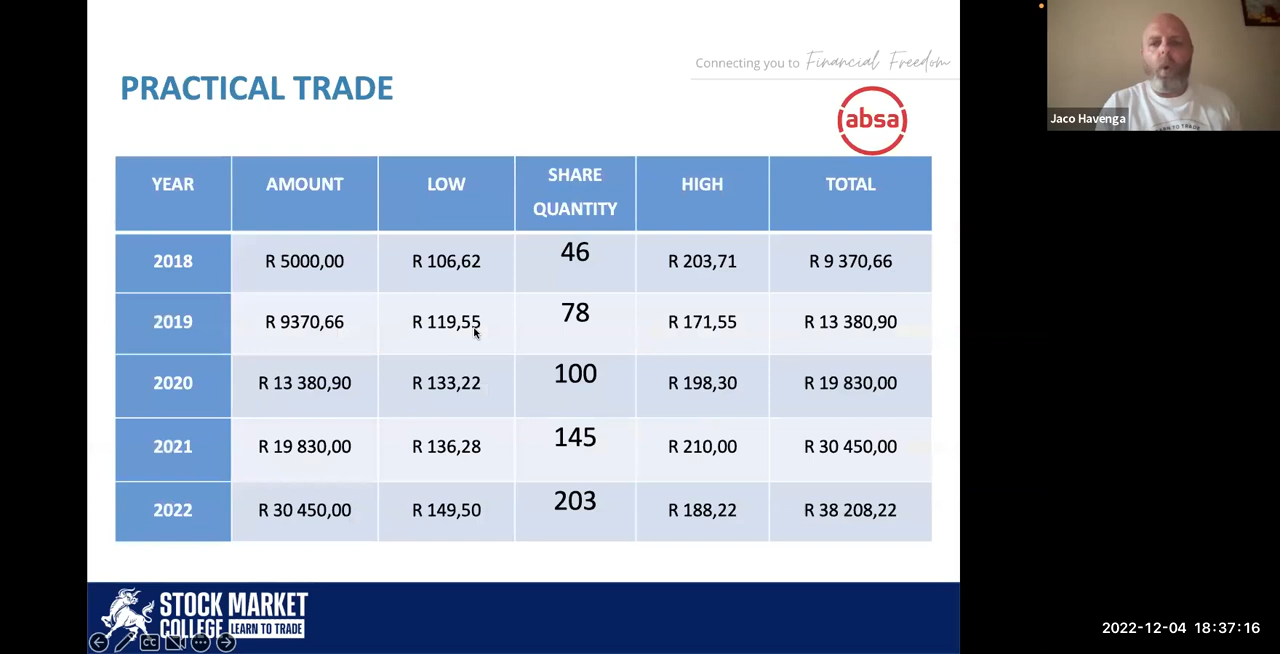 Connecting you to Financial Freedom
PRACTICAL TRADE
absa
Jaco Havenga
YEAR AMOUNT LOW SHARE QUANTITY HIGH TOTAL
2018 R 5000,00 R 106,62 46 R 203,71 R 9 370,66
2019 R 9370,66 R 119,55 78 R 171,55 R 13 380,90
2020 R 13 380,90 R 133,22 100 R 198,30 R 19 830,00
2021 R 19 830,00 R 136,28 145 R 210,00 R 30 450,00
2022 R 30 450,00 R 149,50 203 R 188,22 R 38 208,22
STOCK MARKET
COLLEGE LEARN TO TRADE
CC
2022-12-04 18:37:16